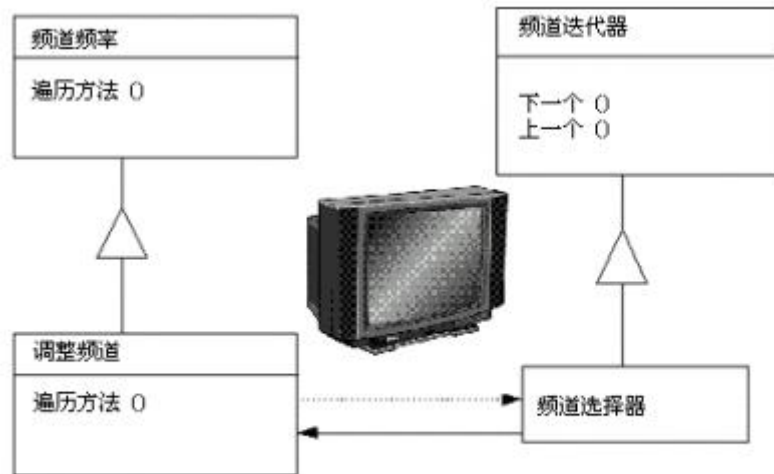 频道频率
遍历方法 ()
频道迭代器
下一个 ()
上一个 ()
调整频道
遍历方法 ()
频道选择器